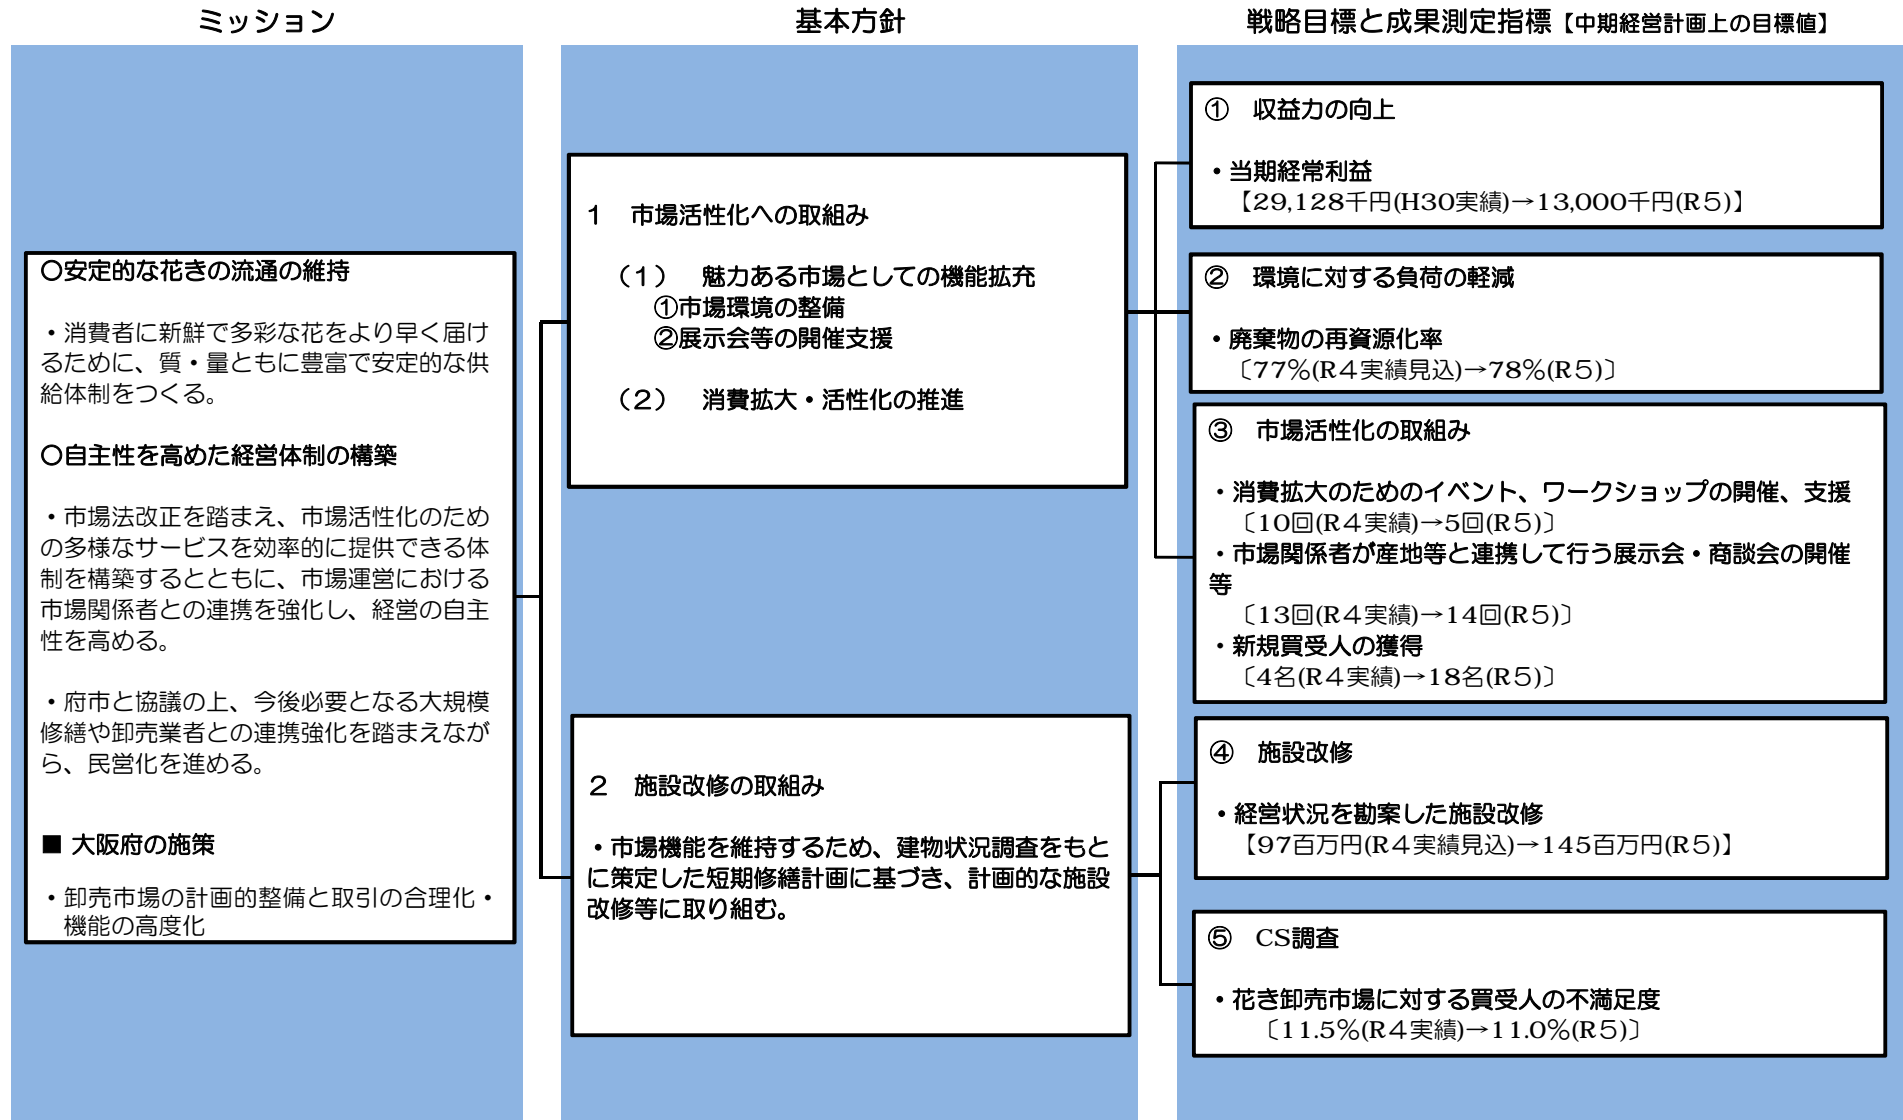 ミッション
○安定的な花きの流通の維持
・消費者に新鮮で多彩な花をより早く届け
るために、質・量ともに豊富で安定的な供
給体制をつくる。
○自主性を高めた経営体制の構築
・市場法改正を踏まえ、市場活性化のため
の多様なサービスを効率的に提供できる体
制を構築するとともに、市場運営における
市場関係者との連携を強化し、経営の自主
性を高める。
・府市と協議の上、今後必要となる大規模
修繕や卸売業者との連携強化を踏まえなが
ら、民営化を進める。
■ 大阪府の施策
・卸売市場の計画的整備と取引の合理化・
機能の高度化
基本方針
1 市場活性化への取組み
（1） 魅力ある市場としての機能拡充
①市場環境の整備
②展示会等の開催支援
（2） 消費拡大・活性化の推進
2 施設改修の取組み
・市場機能を維持するため、建物状況調査をもと
に策定した短期修繕計画に基づき、計画的な施設
改修等に取り組む。
戦略目標と成果測定指標【中期経営計画上の目標値】
① 収益力の向上
・当期経常利益
【29,128千円(H30実績)→13,000千円(R5)】
② 環境に対する負荷の軽減
・廃棄物の再資源化率
〔77％(R4実績見込)→78％(R5)〕
③ 市場活性化の取組み
・消費拡大のためのイベント、ワークショップの開催、支援
〔10回(R4実績)→5回(R5)〕
・市場関係者が産地等と連携して行う展示会・商談会の開催
等
〔13回(R4実績)→14回(R5)〕
・新規買受人の獲得
〔4名(R4実績)→18名(R5)〕
④ 施設改修
・経営状況を勘案した施設改修
【97百万円(R4実績見込)→145百万円(R5)】
⑤ CS調査
・花き卸売市場に対する買受人の不満足度
〔11.5％(R4実績)→11.0％(R5)〕